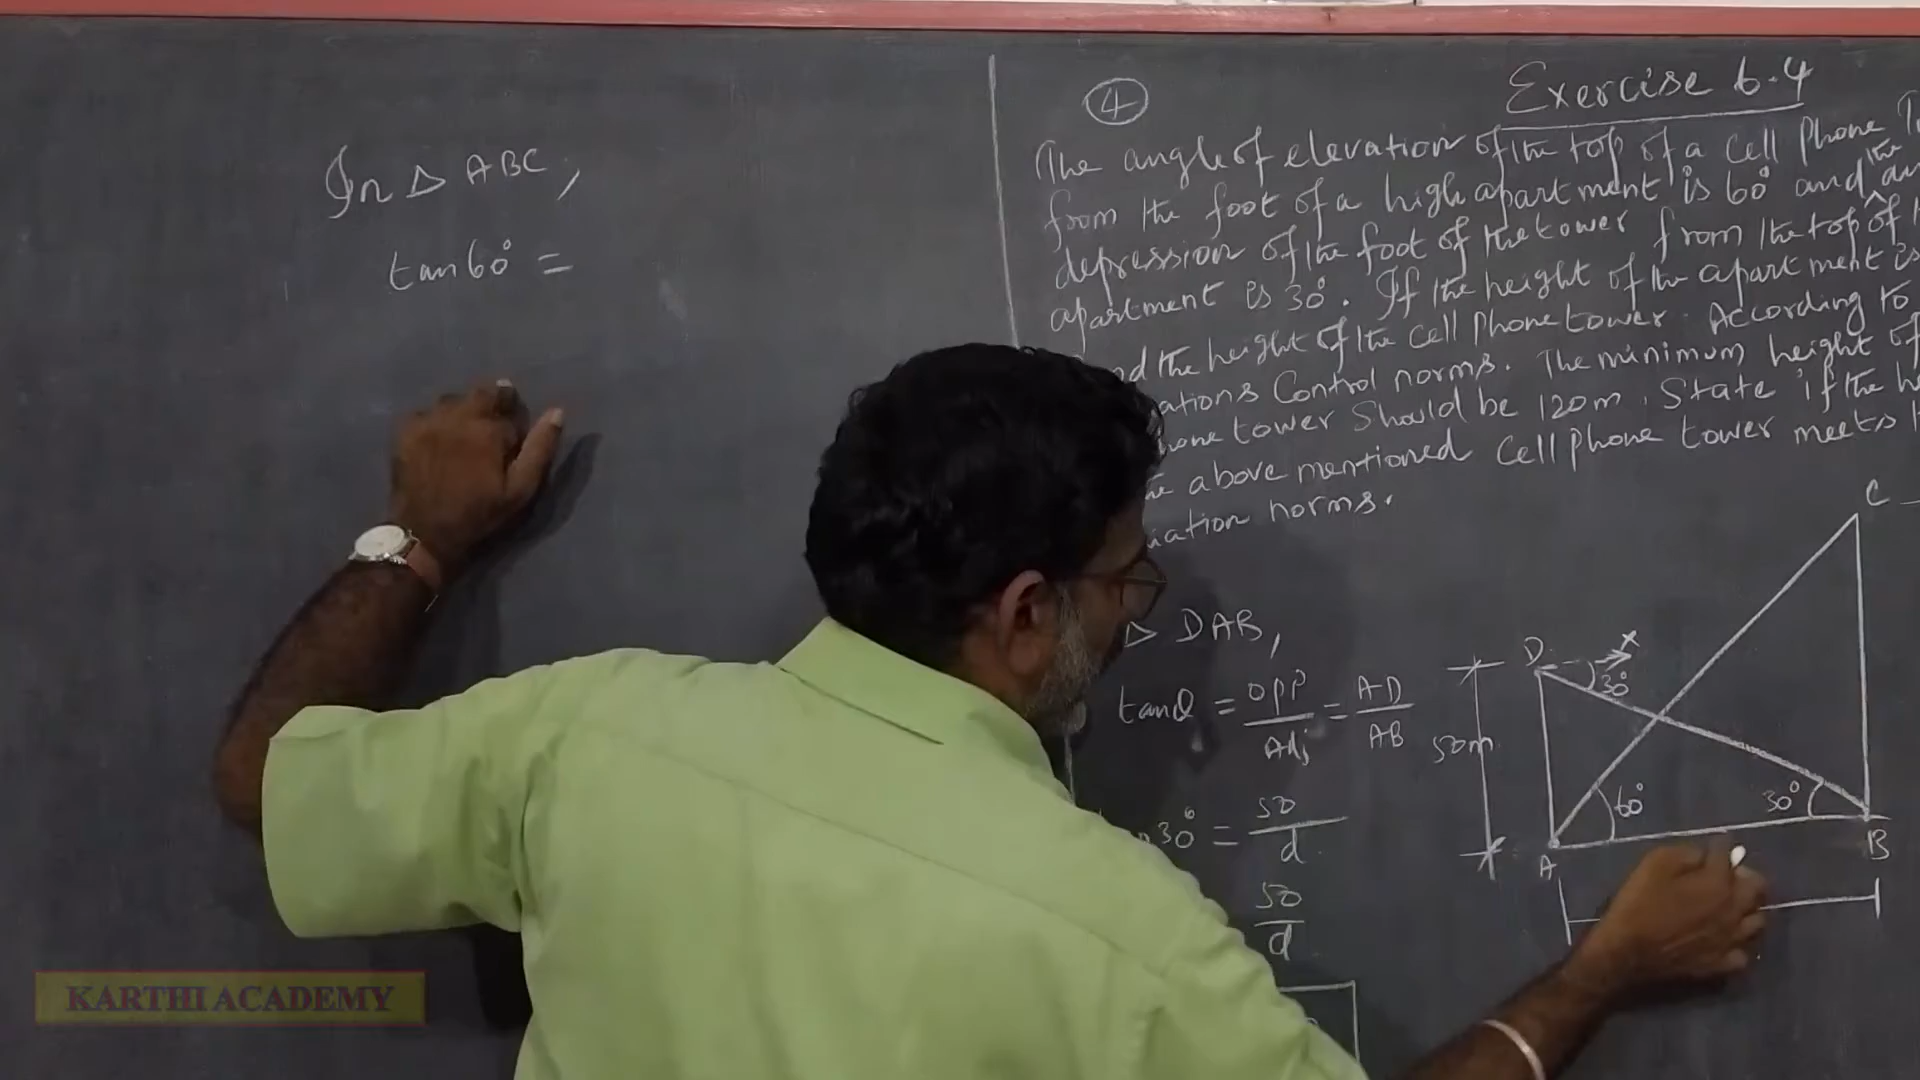 In Δ ABC,
tan60° =
④
Exercise 6.4
The angle of elevation of the top of a Cell Phone
from the foot of a high apartment is 60° and the
depression of the foot of the tower from the top of
apartment is 30°. If the height of the apartment is
the height of the Cell Phone tower. According to
Control norms. The minimum height of
tower should be 120m. State if the
above mentioned Cell phone tower meets
norms.
Δ DAB,
tanθ = opp/Adj = AD/AB
30° = 50/d
50/d
C
D
x
30°
50m
60°
30°
A
B
KARTHI ACADEMY